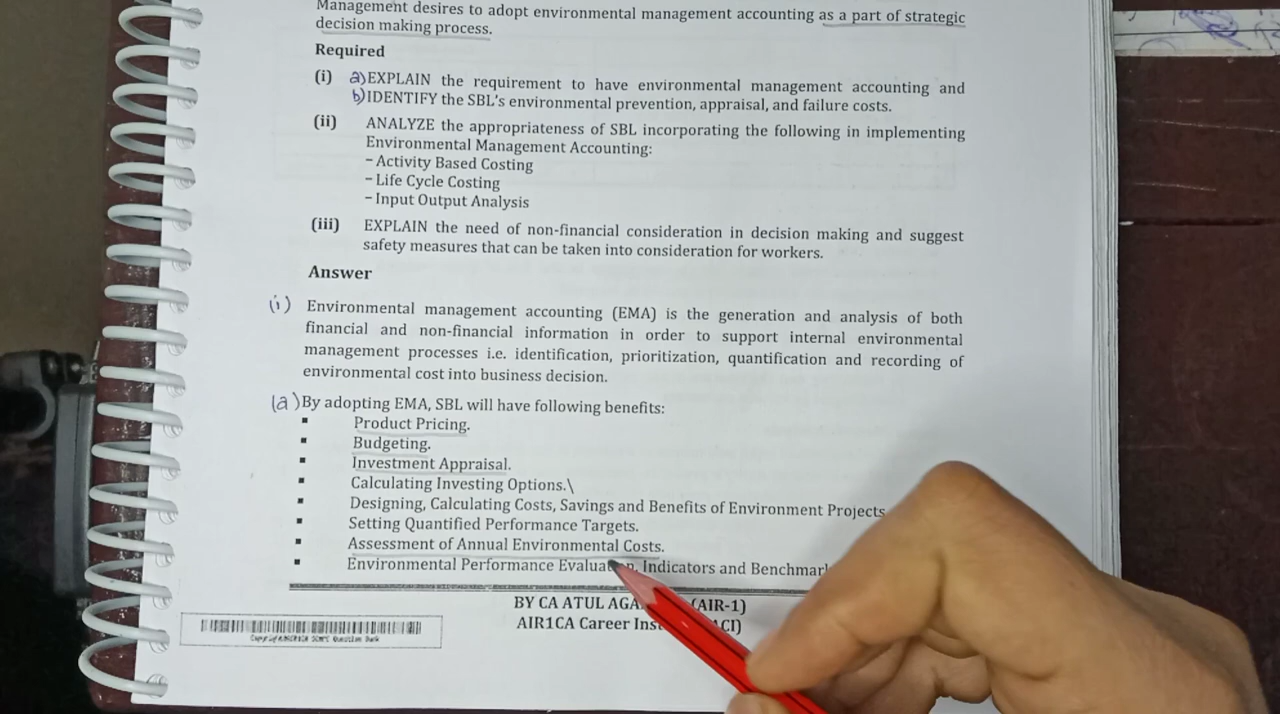 Management desires to adopt environmental management accounting as a part of strategic
decision making process.
Required
(i) a) EXPLAIN the requirement to have environmental management accounting and
b) IDENTIFY the SBL's environmental prevention, appraisal, and failure costs.
(ii) ANALYZE the appropriateness of SBL incorporating the following in implementing
Environmental Management Accounting:
– Activity Based Costing
– Life Cycle Costing
– Input Output Analysis
(iii) EXPLAIN the need of non-financial consideration in decision making and suggest
safety measures that can be taken into consideration for workers.
Answer
(i) Environmental management accounting (EMA) is the generation and analysis of both
financial and non-financial information in order to support internal environmental
management processes i.e. identification, prioritization, quantification and recording of
environmental cost into business decision.
(a) By adopting EMA, SBL will have following benefits:
▪ Product Pricing.
▪ Budgeting.
▪ Investment Appraisal.
▪ Calculating Investing Options.\
▪ Designing, Calculating Costs, Savings and Benefits of Environment Projects
▪ Setting Quantified Performance Targets.
▪ Assessment of Annual Environmental Costs.
▪ Environmental Performance Indicators and
BY CA ATUL (AIR-1)
AIR1CA Career
Question Bank